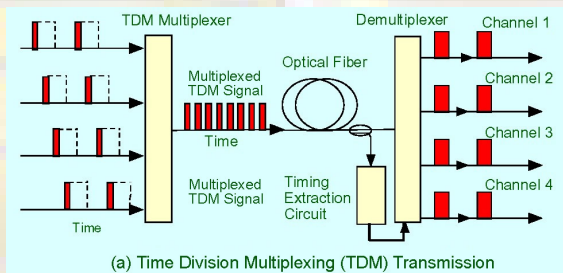 TDM Multiplexer
Demultiplexer
Channel 1
Optical Fiber
Multiplexed
TDM Signal
Channel 2
Time
Channel 3
Multiplexed
TDM Signal
Timing
Extraction
Circuit
Channel 4
Time
(a) Time Division Multiplexing (TDM) Transmission